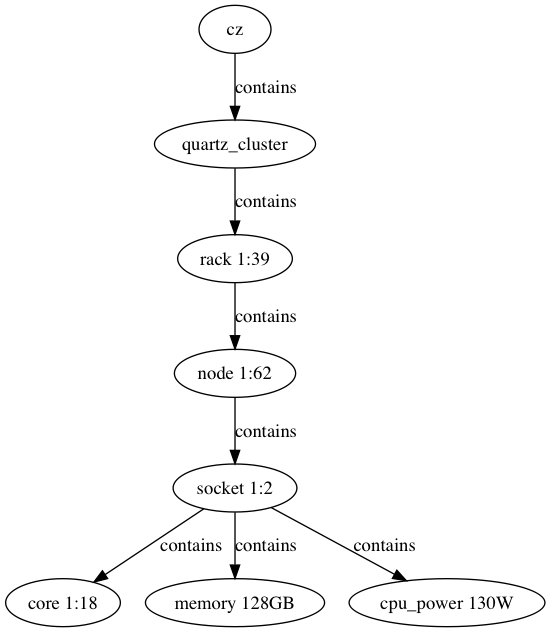 cz
contains
quartz_cluster
contains
rack 1:39
contains
node 1:62
contains
socket 1:2
contains contains contains
core 1:18 memory 128GB cpu_power 130W